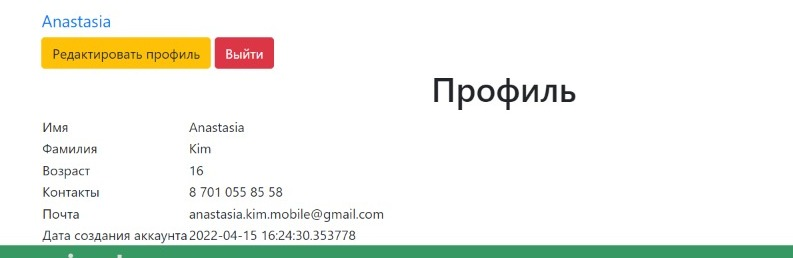 Anastasia
Редактировать профиль Выйти
Профиль
Имя Anastasia
Фамилия Kim
Возраст 16
Контакты 8 701 055 85 58
Почта anastasia.kim.mobile@gmail.com
Дата создания аккаунта 2022-04-15 16:24:30.353778